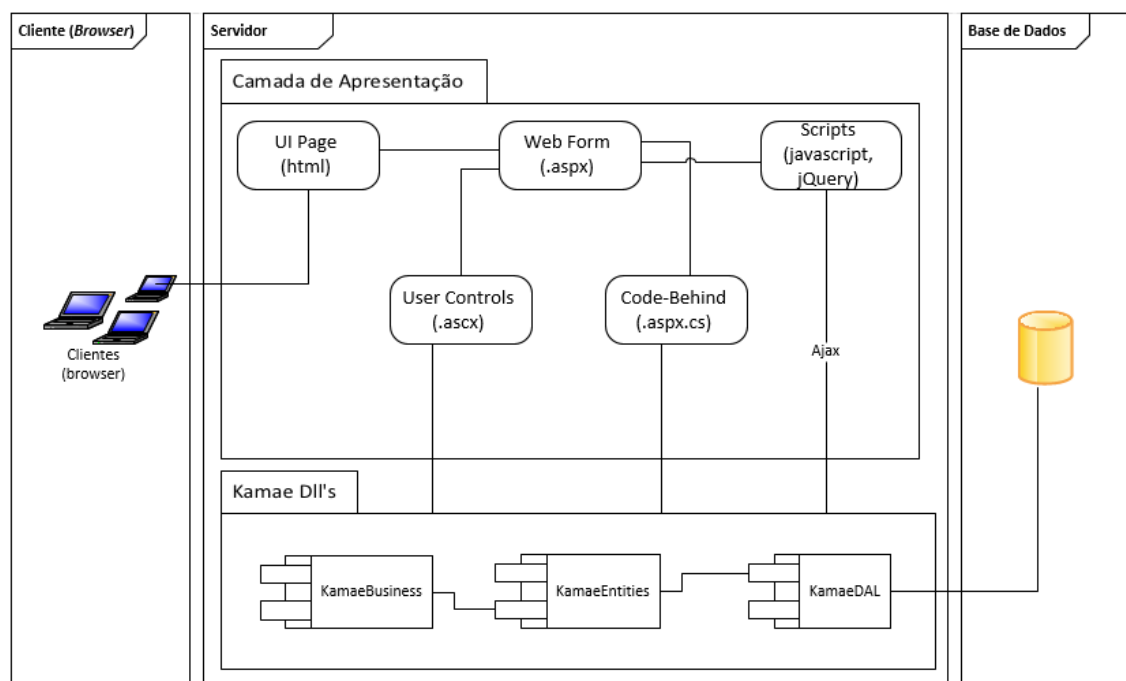 Cliente (Browser)
Servidor
Base de Dados
Camada de Apresentação
UI Page
(html)
Web Form
(.aspx)
Scripts
(javascript,
jQuery)
User Controls
(.ascx)
Code-Behind
(.aspx.cs)
Clientes
(browser)
Ajax
Kamae Dll's
KamaeBusiness
KamaeEntities
KamaeDAL